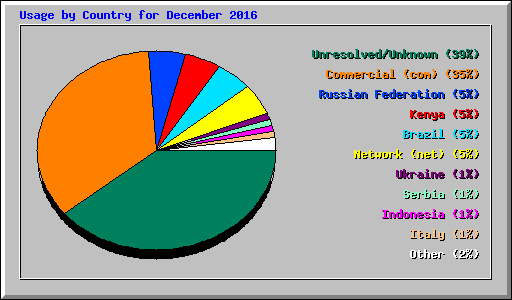 Usage by Country for December 2016
Unresolved/Unknown (39%)
Commercial (com) (35%)
Russian Federation (5%)
Kenya (5%)
Brazil (5%)
Network (net) (5%)
Ukraine (1%)
Serbia (1%)
Indonesia (1%)
Italy (1%)
Other (2%)